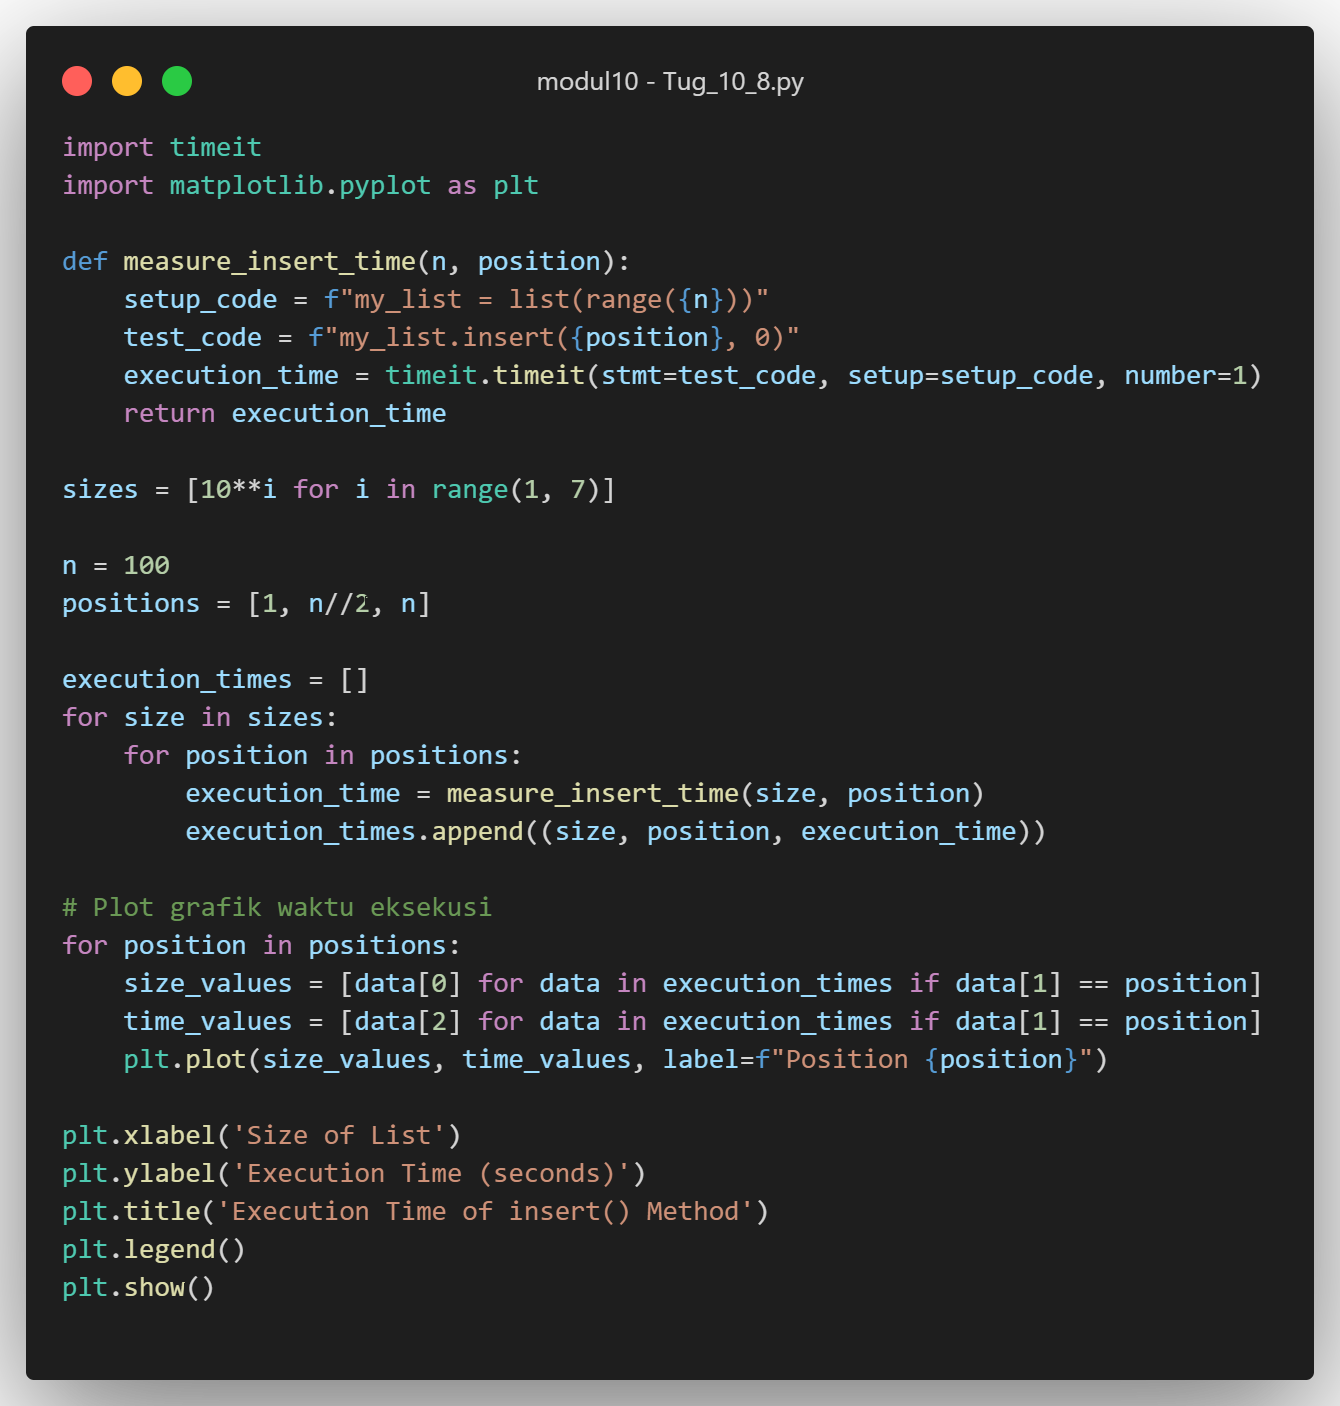 modul10 - Tug_10_8.py
import timeit
import matplotlib.pyplot as plt

def measure_insert_time(n, position):
    setup_code = f"my_list = list(range({n}))"
    test_code = f"my_list.insert({position}, 0)"
    execution_time = timeit.timeit(stmt=test_code, setup=setup_code, number=1)
    return execution_time

sizes = [10**i for i in range(1, 7)]

n = 100
positions = [1, n//2, n]

execution_times = []
for size in sizes:
    for position in positions:
        execution_time = measure_insert_time(size, position)
        execution_times.append((size, position, execution_time))

# Plot grafik waktu eksekusi
for position in positions:
    size_values = [data[0] for data in execution_times if data[1] == position]
    time_values = [data[2] for data in execution_times if data[1] == position]
    plt.plot(size_values, time_values, label=f"Position {position}")

plt.xlabel('Size of List')
plt.ylabel('Execution Time (seconds)')
plt.title('Execution Time of insert() Method')
plt.legend()
plt.show()